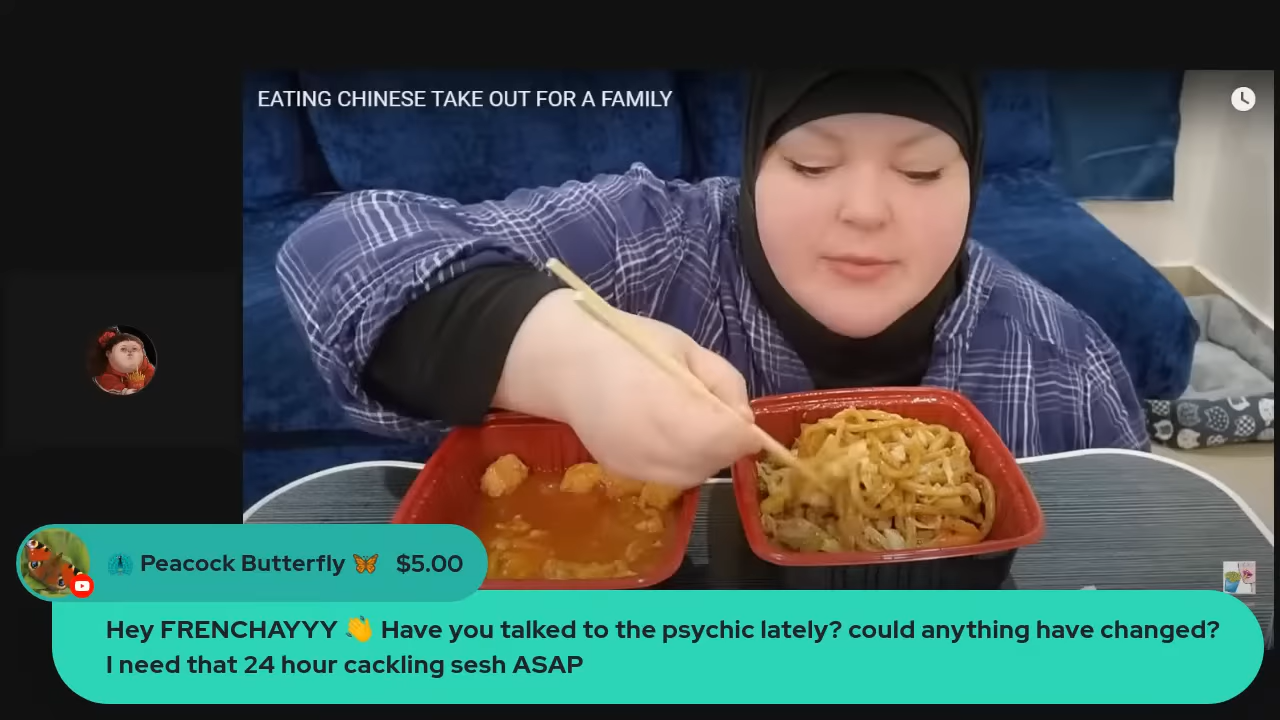 EATING CHINESE TAKE OUT FOR A FAMILY
Peacock Butterfly 🦋 $5.00
Hey FRENCHAYYY 👏 Have you talked to the psychic lately? could anything have changed?
I need that 24 hour cackling sesh ASAP